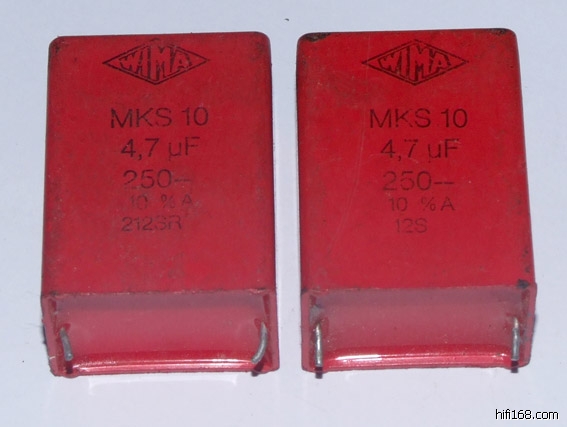 WIMA
MKS 10
4,7 µF
250—
10 % A
212SR
WIMA
MKS 10
4,7 µF
250—
10 % A
12S
hifi168.com